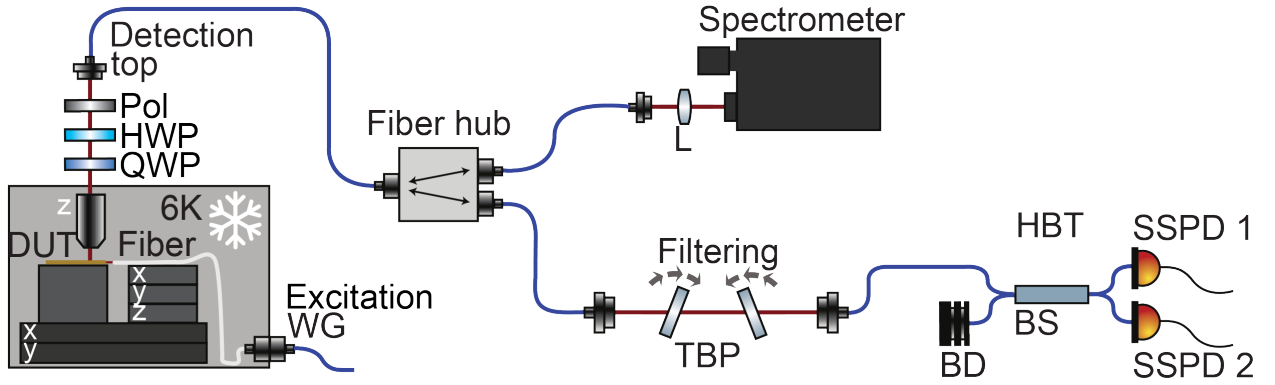 Detection
top
Pol
HWP
QWP
z
6K
DUT
Fiber
x
y
z
x
y
Excitation
WG
Fiber hub
Spectrometer
L
Filtering
TBP
HBT
BS
BD
SSPD 1
SSPD 2